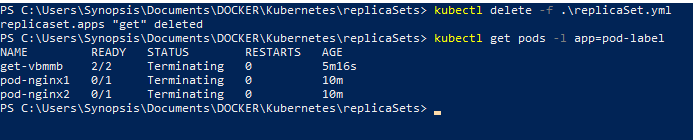 PS C:\Users\Synopsis\Documents\DOCKER\Kubernetes\replicaSets> kubectl delete -f .\replicaSet.yml
replicaset.apps "get" deleted
PS C:\Users\Synopsis\Documents\DOCKER\Kubernetes\replicaSets> kubectl get pods -l app=pod-label
NAME READY STATUS RESTARTS AGE
get-vbmmb 2/2 Terminating 0 5m16s
pod-nginx1 0/1 Terminating 0 10m
pod-nginx2 0/1 Terminating 0 10m
PS C:\Users\Synopsis\Documents\DOCKER\Kubernetes\replicaSets>